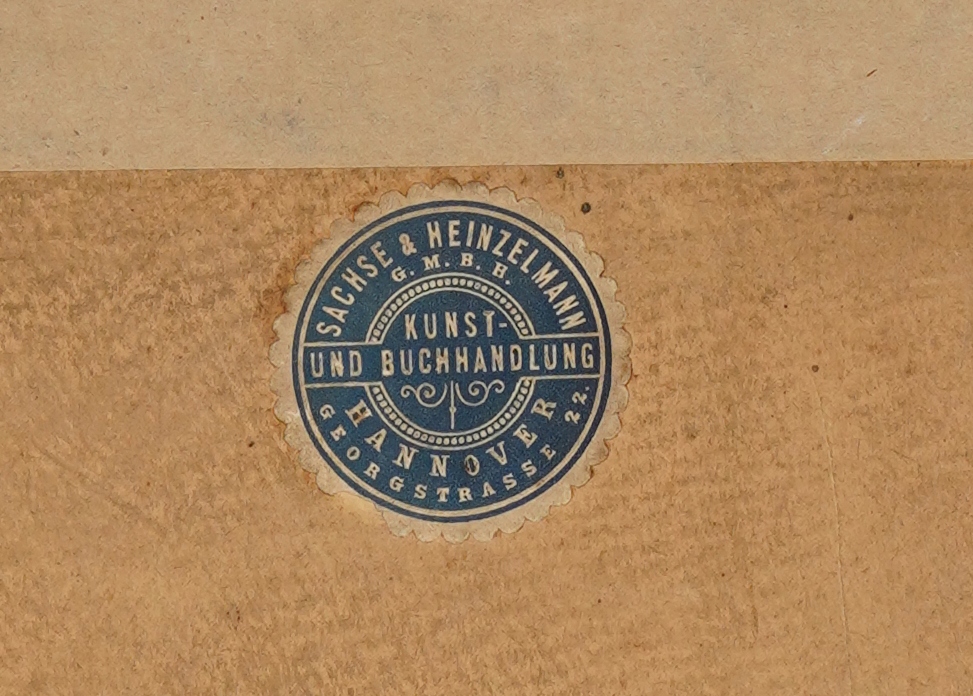 SACHSE & HEINZELMANN
G. M. B. H.
KUNST-
UND BUCHHANDLUNG
HANNOVER
GEORGSTRASSE 22.